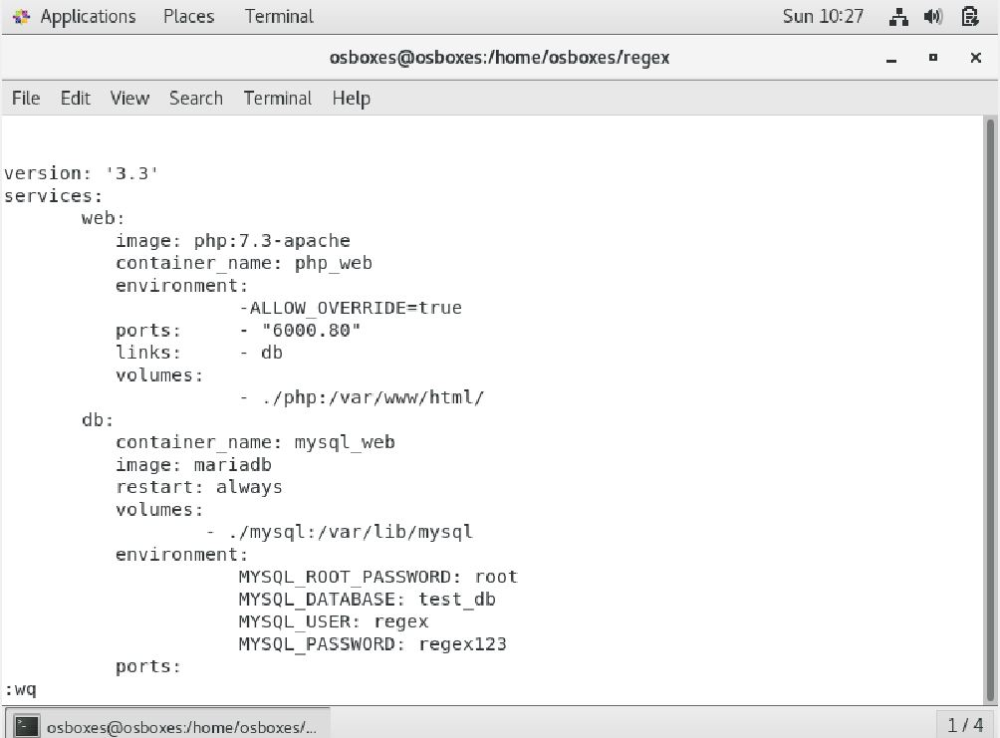 Applications Places Terminal Sun 10:27
osboxes@osboxes:/home/osboxes/regex
File Edit View Search Terminal Help
version: '3.3'
services:
web:
image: php:7.3-apache
container_name: php_web
environment:
-ALLOW_OVERRIDE=true
ports: - "6000.80"
links: - db
volumes:
- ./php:/var/www/html/
db:
container_name: mysql_web
image: mariadb
restart: always
volumes:
- ./mysql:/var/lib/mysql
environment:
MYSQL_ROOT_PASSWORD: root
MYSQL_DATABASE: test_db
MYSQL_USER: regex
MYSQL_PASSWORD: regex123
ports:
:wq
osboxes@osboxes:/home/osboxes/... 1 / 4